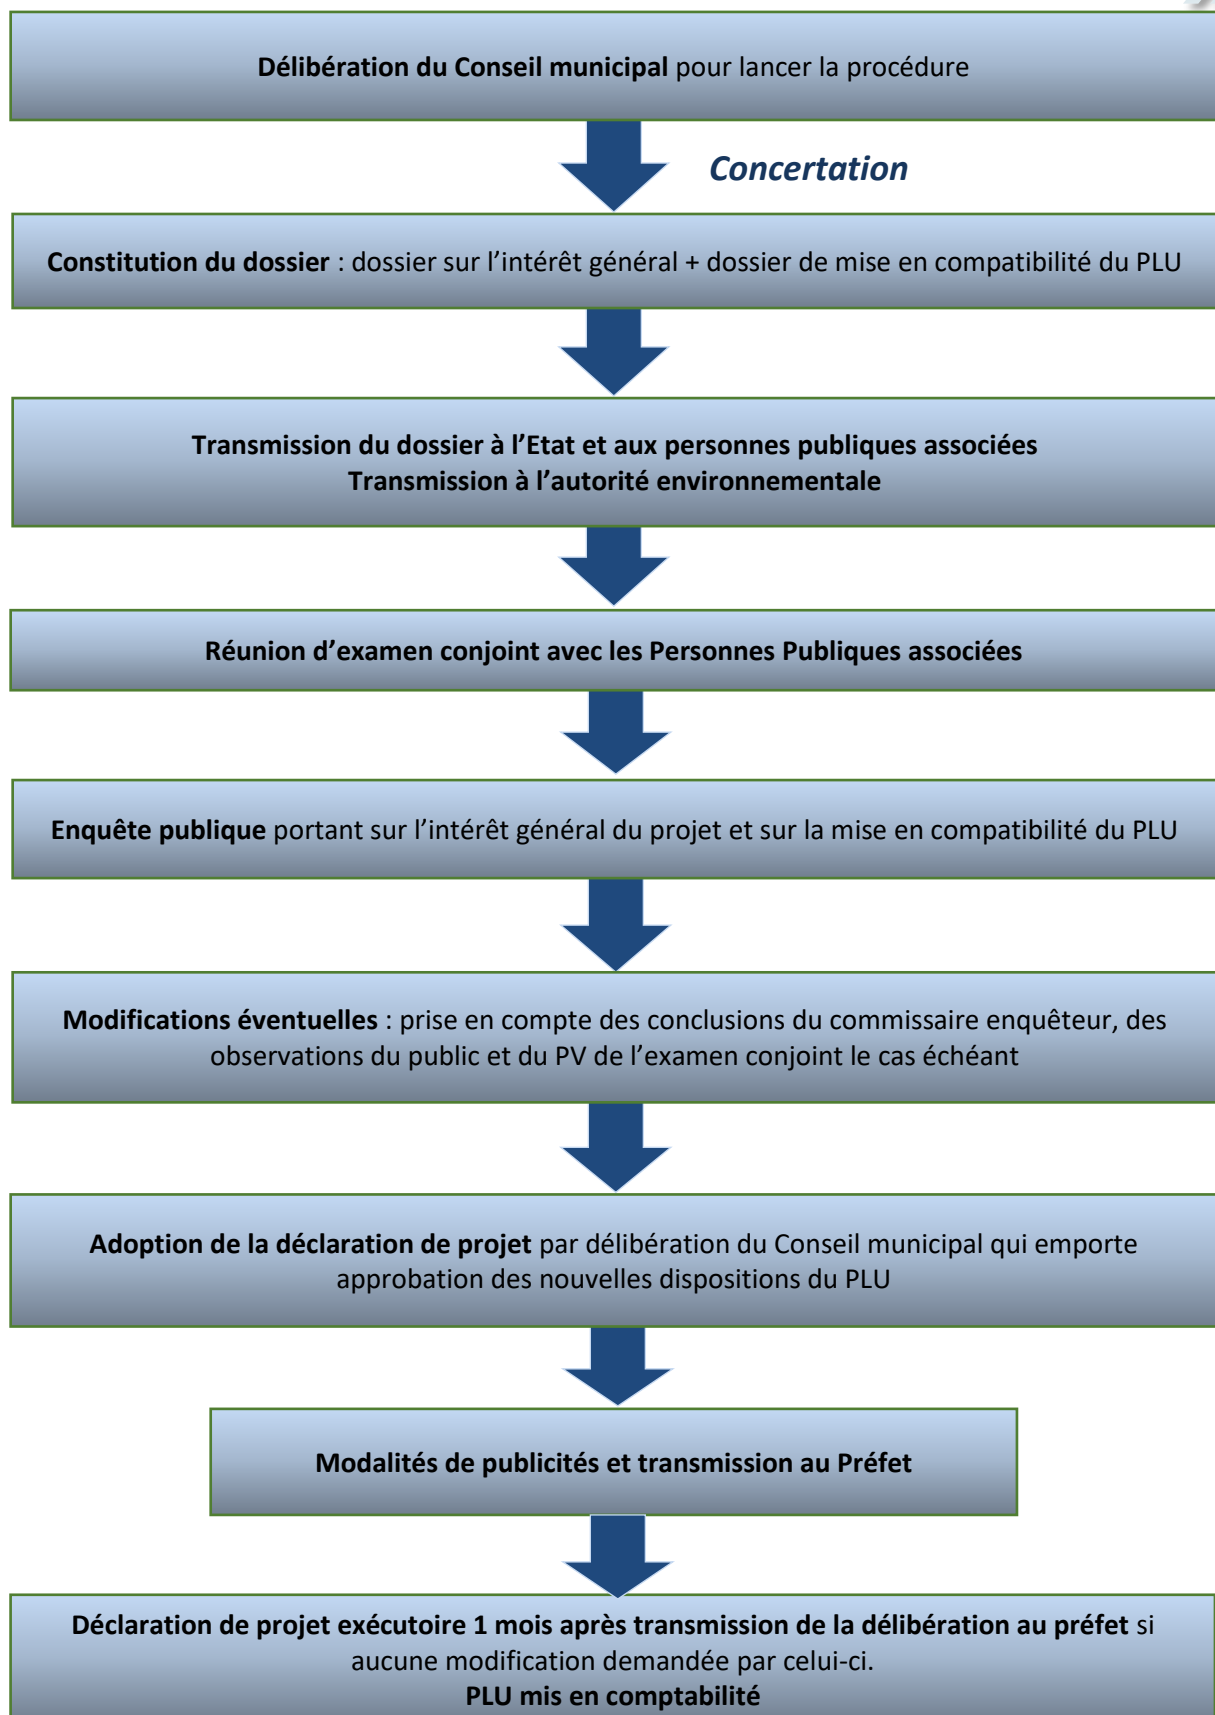 Délibération du Conseil municipal pour lancer la procédure
Concertation
Constitution du dossier : dossier sur l’intérêt général + dossier de mise en compatibilité du PLU
Transmission du dossier à l’Etat et aux personnes publiques associées
Transmission à l’autorité environnementale
Réunion d’examen conjoint avec les Personnes Publiques associées
Enquête publique portant sur l’intérêt général du projet et sur la mise en compatibilité du PLU
Modifications éventuelles : prise en compte des conclusions du commissaire enquêteur, des
observations du public et du PV de l’examen conjoint le cas échéant
Adoption de la déclaration de projet par délibération du Conseil municipal qui emporte
approbation des nouvelles dispositions du PLU
Modalités de publicités et transmission au Préfet
Déclaration de projet exécutoire 1 mois après transmission de la délibération au préfet si
aucune modification demandée par celui-ci.
PLU mis en comptabilité